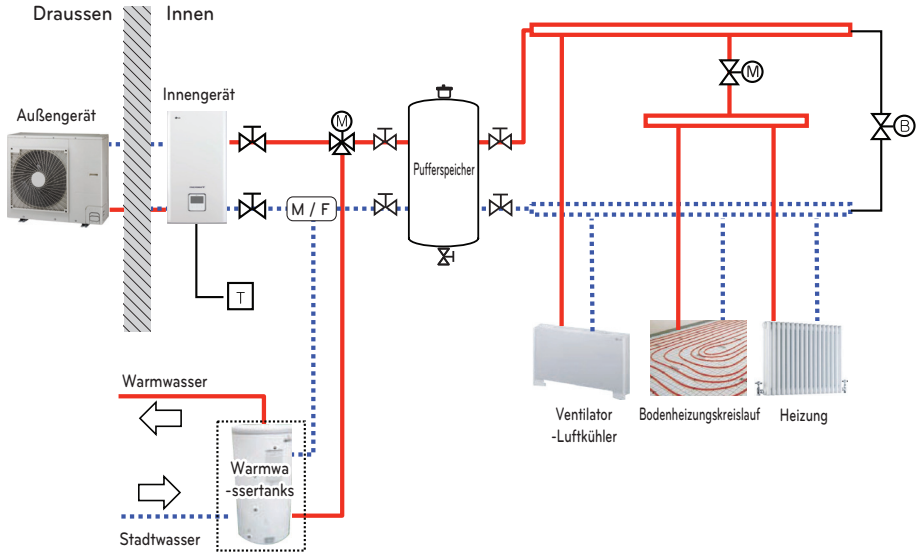 Draussen
Innen
Außengerät
Innengerät
M
Pufferspeicher
M
B
M / F
T
Warmwasser
Warmwa
-ssertanks
Stadtwasser
Ventilator
-Luftkühler
Bodenheizungskreislauf
Heizung